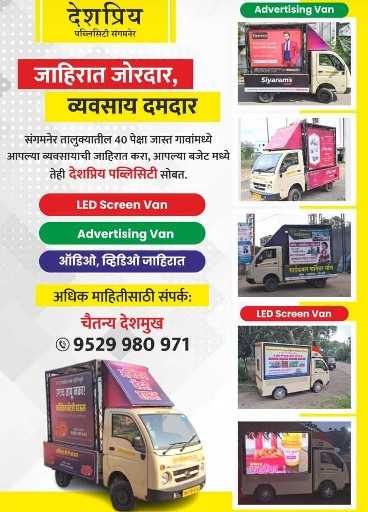 देशप्रिय
पब्लिसिटी संगमनेर
जाहिरात जोरदार,
व्यवसाय दमदार
संगमनेर तालुक्यातील 40 पेक्षा जास्त गावांमध्ये
आपल्या व्यवसायाची जाहिरात करा, आपल्या बजेट मध्ये
तेही देशप्रिय पब्लिसिटी सोबत.
LED Screen Van
Advertising Van
ऑडिओ, व्हिडिओ जाहिरात
अधिक माहितीसाठी संपर्क:
चैतन्य देशमुख
9529 980 971
Advertising Van
Siyaram's
LED Screen Van